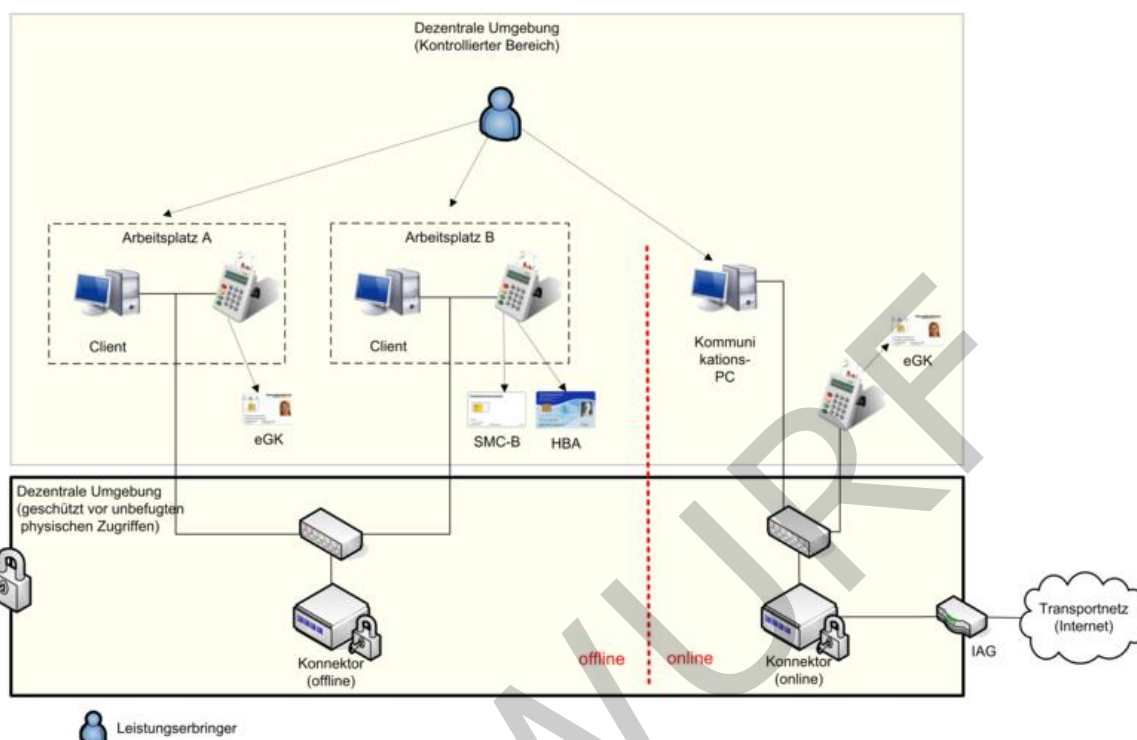 Dezentrale Umgebung
(Kontrollierter Bereich)
Arbeitsplatz A
Arbeitsplatz B
Client
Client
Kommuni
kations-
PC
eGK
eGK
SMC-B
HBA
Dezentrale Umgebung
(geschützt vor unbefugten
physischen Zugriffen)
Konnektor
(offline)
offline
online
Konnektor
(online)
IAG
Transportnetz
(Internet)
Leistungserbringer
WURF